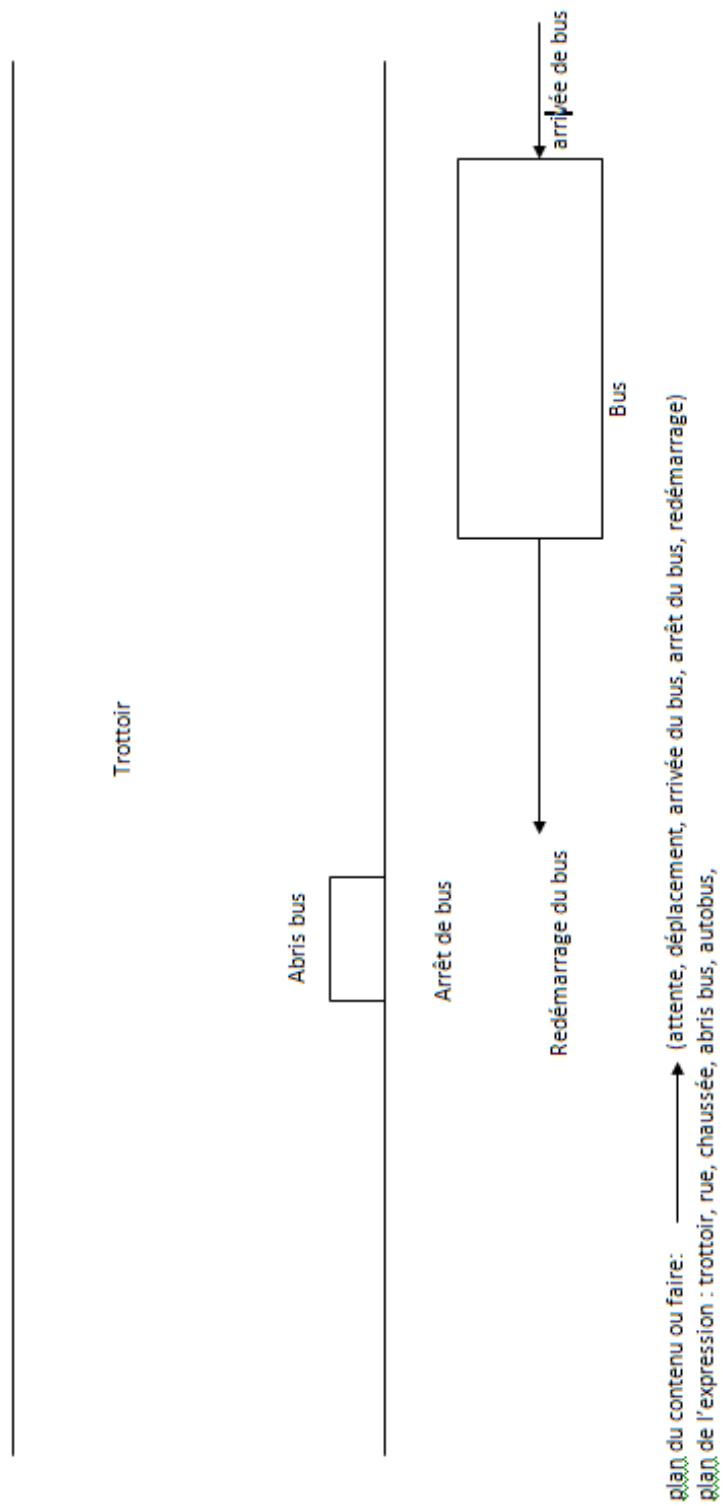 Trottoir
Abris bus
Arrêt de bus
arrivée de bus
Redémarrage du bus
Bus
plan du contenu ou faire: (attente, déplacement, arrivée du bus, arrêt du bus, redémarrage)
plan de l'expression : trottoir, rue, chaussée, abris bus, autobus,